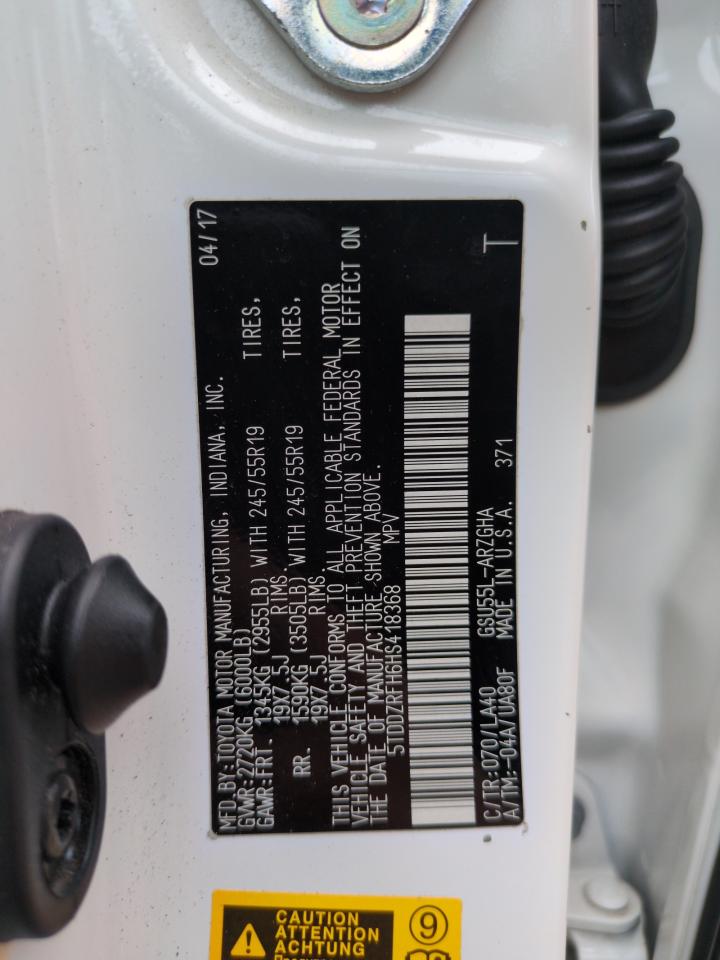 MFD.BY:TOYOTA MOTOR MANUFACTURING, INDIANA, INC. 04/17
GVWR:2720KG (6000LB)
GAWR:FRT. 1345KG (2955LB) WITH 245/55R19 TIRES,
19X7.5J RIMS
RR. 1590KG (3505LB) WITH 245/55R19 TIRES,
19X7.5J RIMS
THIS VEHICLE CONFORMS TO ALL APPLICABLE FEDERAL MOTOR
VEHICLE SAFETY AND THEFT PREVENTION STANDARDS IN EFFECT ON
THE DATE OF MANUFACTURE SHOWN ABOVE.
5TDDZRFH6HS418368 MPV
C/TR:070/LA40 GSU55L-ARZGHA
A/TM:-04A/UA80F MADE IN U.S.A. 371 T
CAUTION
ATTENTION
ACHTUNG
9